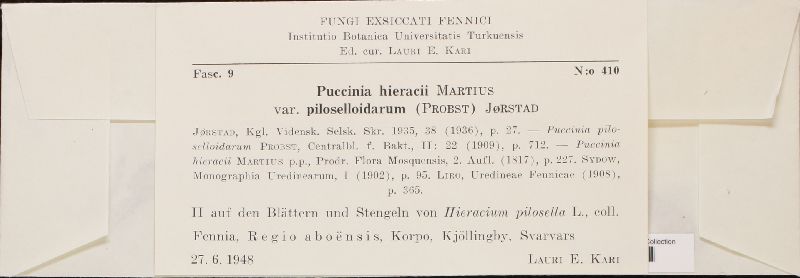 FUNGI EXSICCATI FENNICI
Institutio Botanica Universitatis Turkuensis
Ed. cur. LAURI E. KARI
Fasc. 9 N:o 410
Puccinia hieracii MARTIUS
var. piloselloidarum (PROBST) JØRSTAD
JØRSTAD, Kgl. Vidensk. Selsk. Skr. 1935, 38 (1936), p. 27. — Puccinia pilo-
selloidarum PROBST, Centralbl. f. Bakt., II: 22 (1909), p. 712. — Puccinia
hieracii MARTIUS p.p., Prodr. Flora Mosquensis, 2. Aufl. (1817), p. 227. SYDOW,
Monographia Uredinearum, I (1902), p. 95. LIRO, Uredineae Fennicae (1908),
p. 365.
II auf den Blättern und Stengeln von Hieracium pilosella L., coll.
Fennia, Regio aboënsis, Korpo, Kjöllingby, Svarvars
27. 6. 1948 LAURI E. KARI
Collection